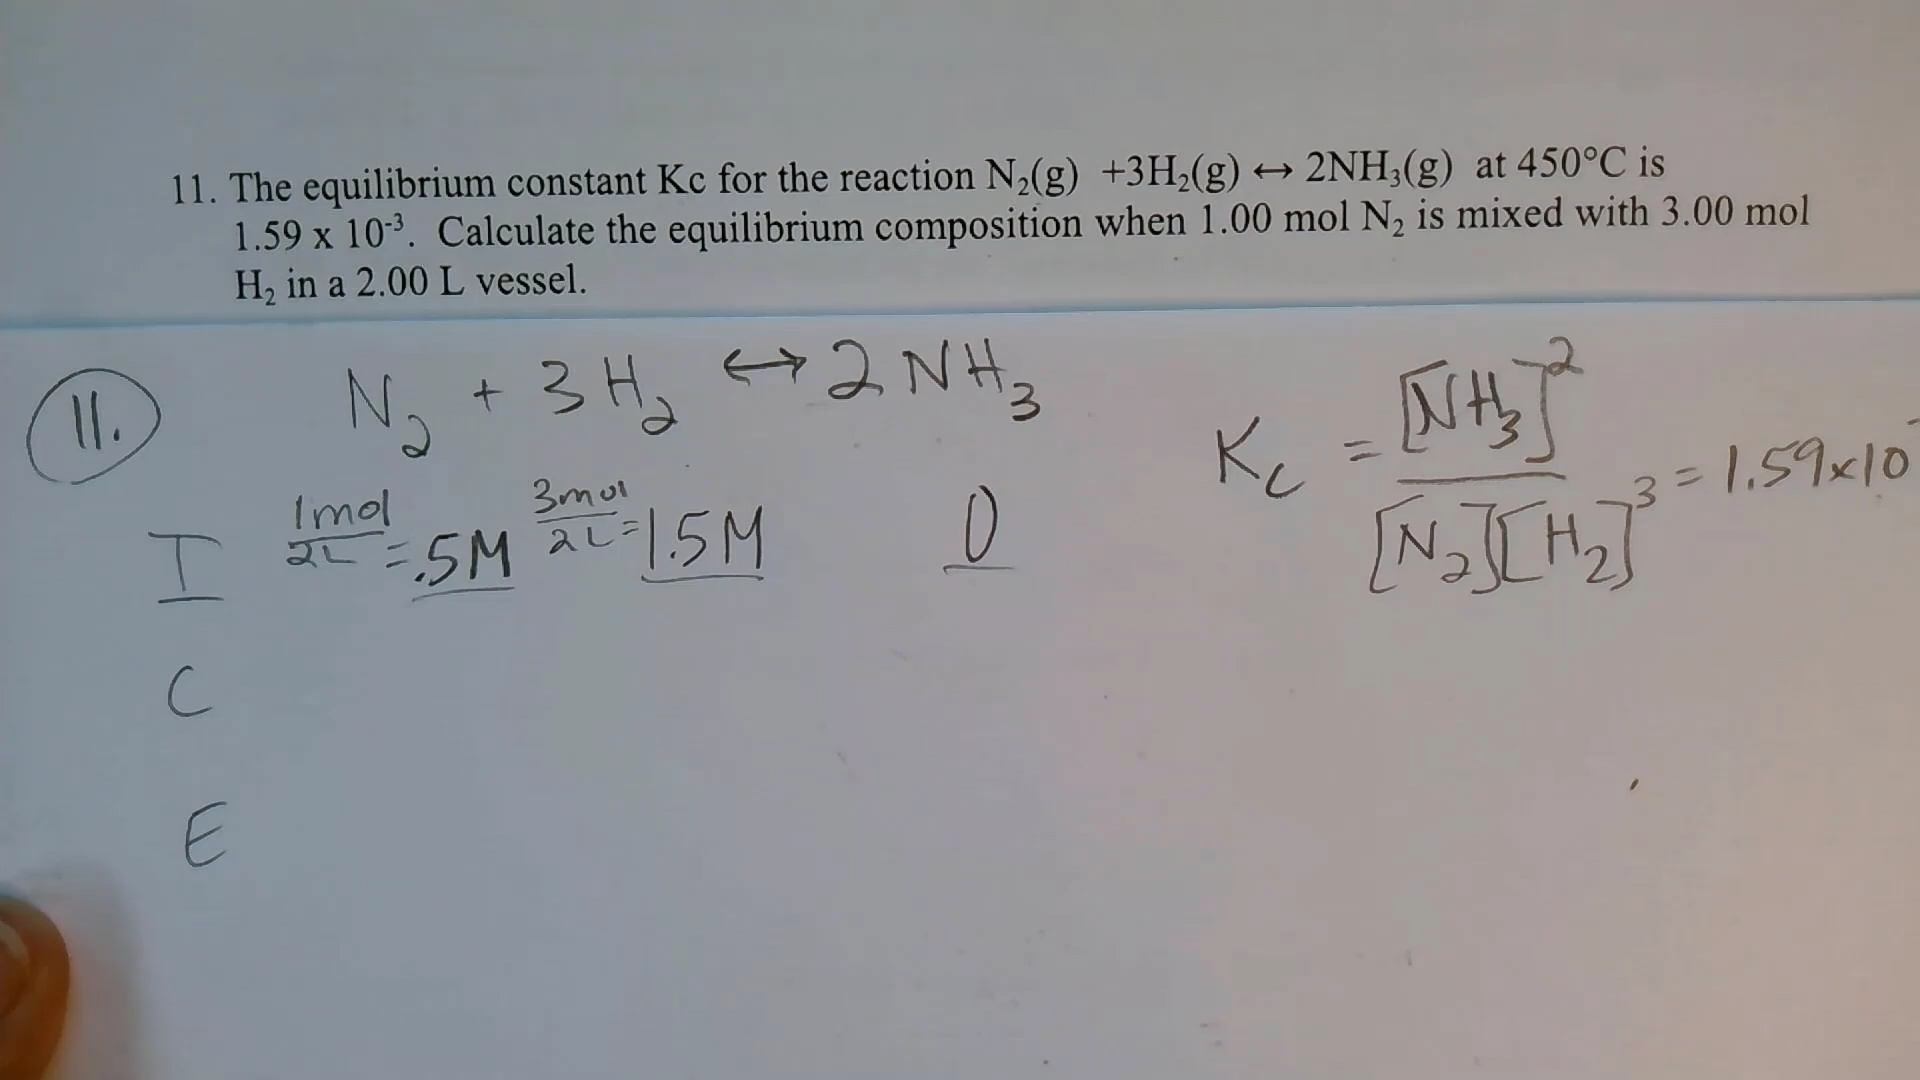 11. The equilibrium constant Kc for the reaction N₂(g) +3H₂(g) ↔ 2NH₃(g) at 450°C is
1.59 x 10⁻³. Calculate the equilibrium composition when 1.00 mol N₂ is mixed with 3.00 mol
H₂ in a 2.00 L vessel.
11. N₂ + 3H₂ ↔ 2NH₃
Kc = [NH₃]² / [N₂][H₂]³ = 1.59x10⁻
I 1mol/2L = .5M 3mol/2L = 1.5M 0
C
E